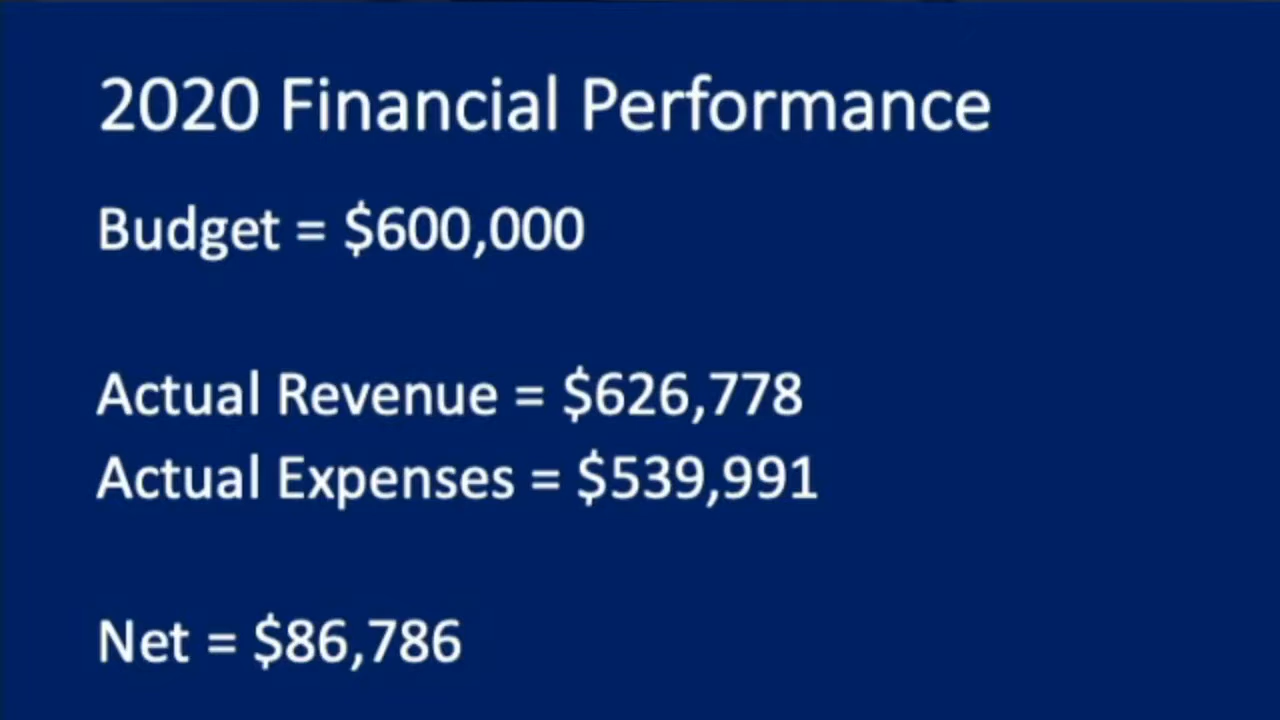 2020 Financial Performance
Budget = $600,000
Actual Revenue = $626,778
Actual Expenses = $539,991
Net = $86,786